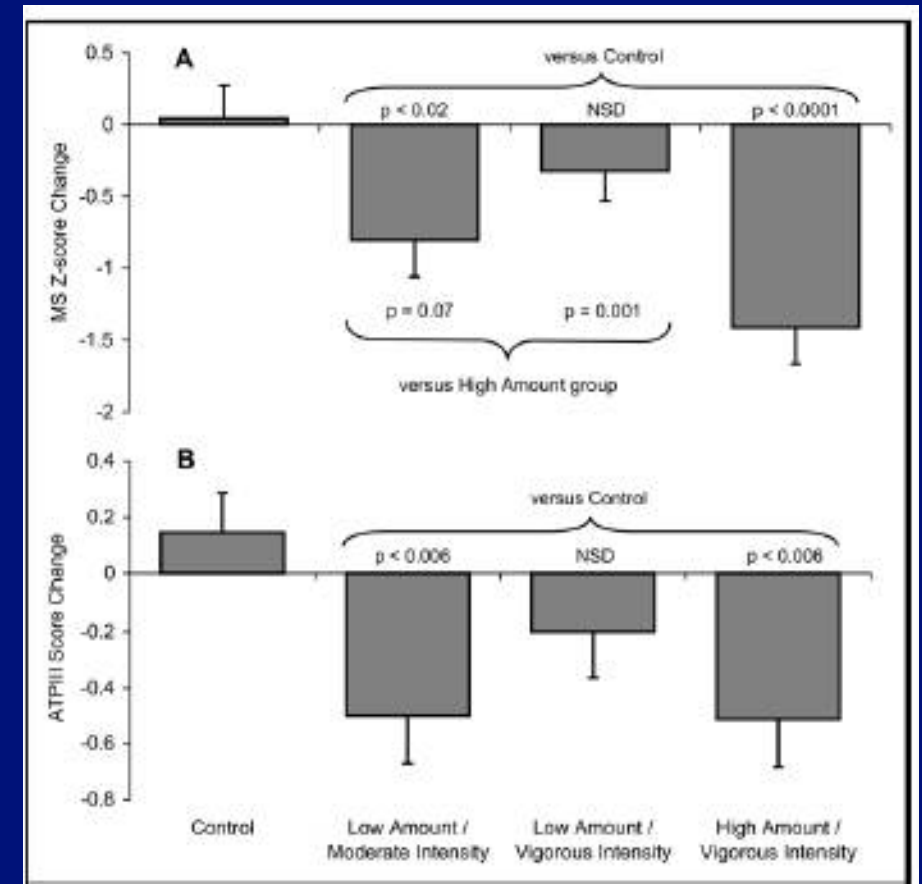 A
versus Control
p < 0.02 NSD p < 0.0001
0.5
0
-0.5
-1
-1.5
-2
MS Z-score Change
p = 0.07 p = 0.001
versus High Amount group
B
versus Control
p < 0.006 NSD p < 0.006
0.4
0.2
0
-0.2
-0.4
-0.6
-0.8
ATPIII Score Change
Control
Low Amount /
Moderate Intensity
Low Amount /
Vigorous Intensity
High Amount /
Vigorous Intensity